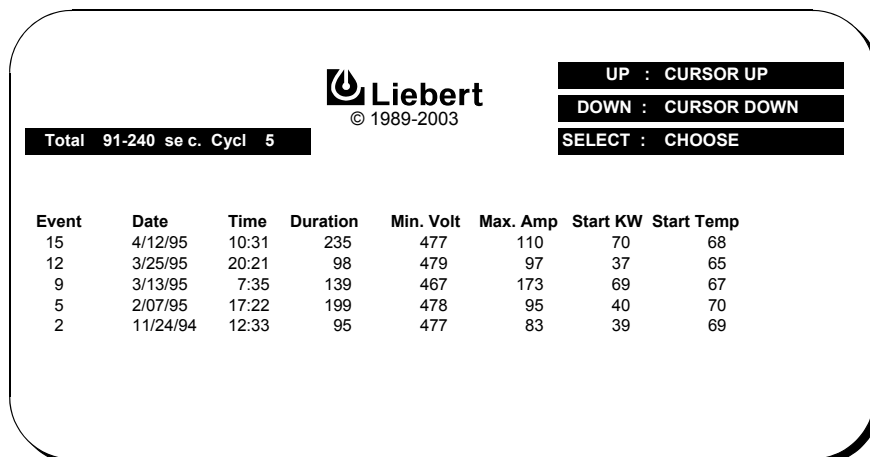 Liebert
© 1989-2003
UP : CURSOR UP
DOWN : CURSOR DOWN
SELECT : CHOOSE
Total 91-240 se c. Cycl 5
Event Date Time Duration Min. Volt Max. Amp Start KW Start Temp
15 4/12/95 10:31 235 477 110 70 68
12 3/25/95 20:21 98 479 97 37 65
9 3/13/95 7:35 139 467 173 69 67
5 2/07/95 17:22 199 478 95 40 70
2 11/24/94 12:33 95 477 83 39 69